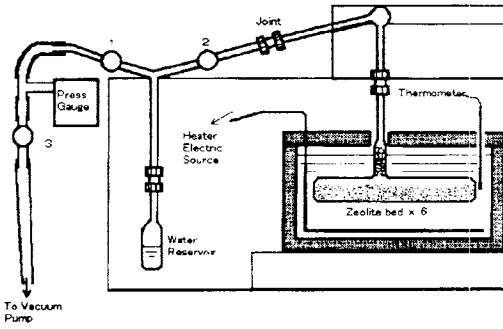 Joint
1
2
Press
Gauge
Thermometer
Heater
Electric
Source
3
Zeolite bed × 6
Water
Reservoir
To Vacuum
Pump